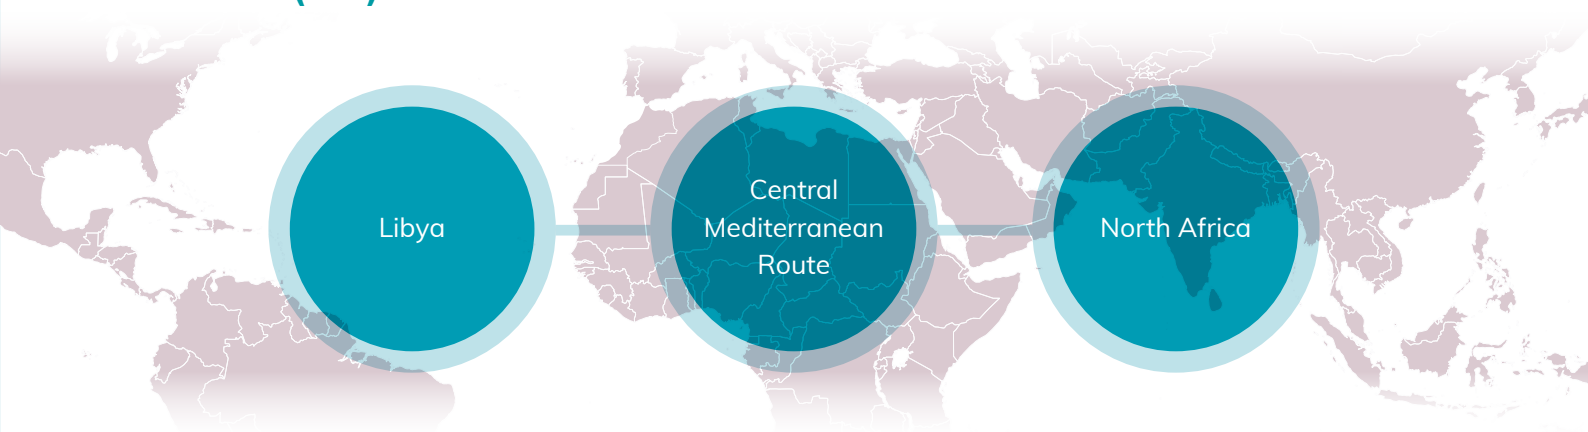 Libya
Central
Mediterranean
Route
North Africa